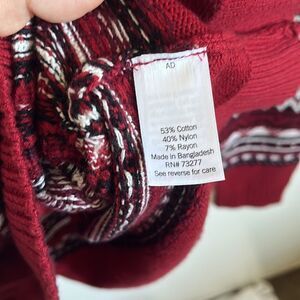 AD
53% Cotton
40% Nylon
7% Rayon
Made in Bangladesh
RN# 73277
See reverse for care